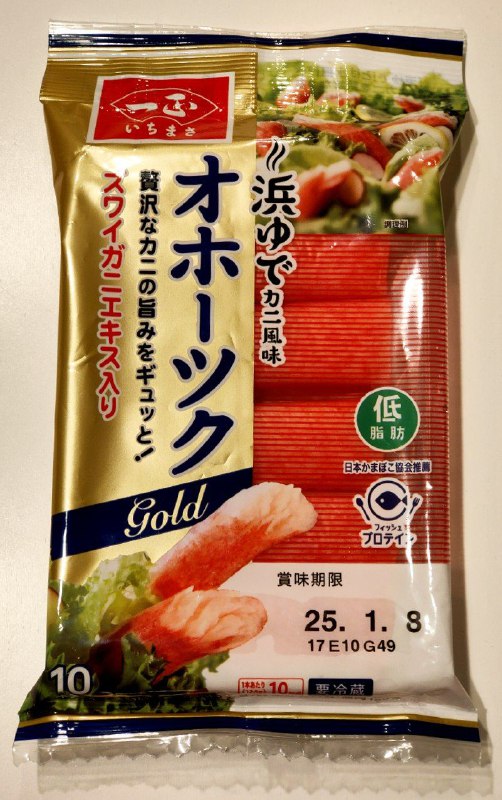 一正
いちまさ
〜浜ゆでカニ風味
オホーツク
贅沢なカニの旨みをギュッと!
ズワイガニエキス入り
Gold
調理例
低
脂肪
日本かまぼこ協会推薦
フィッシュ
プロテイン
賞味期限
25. 1. 8
17E10G49
10
1本あたり
10
要冷蔵